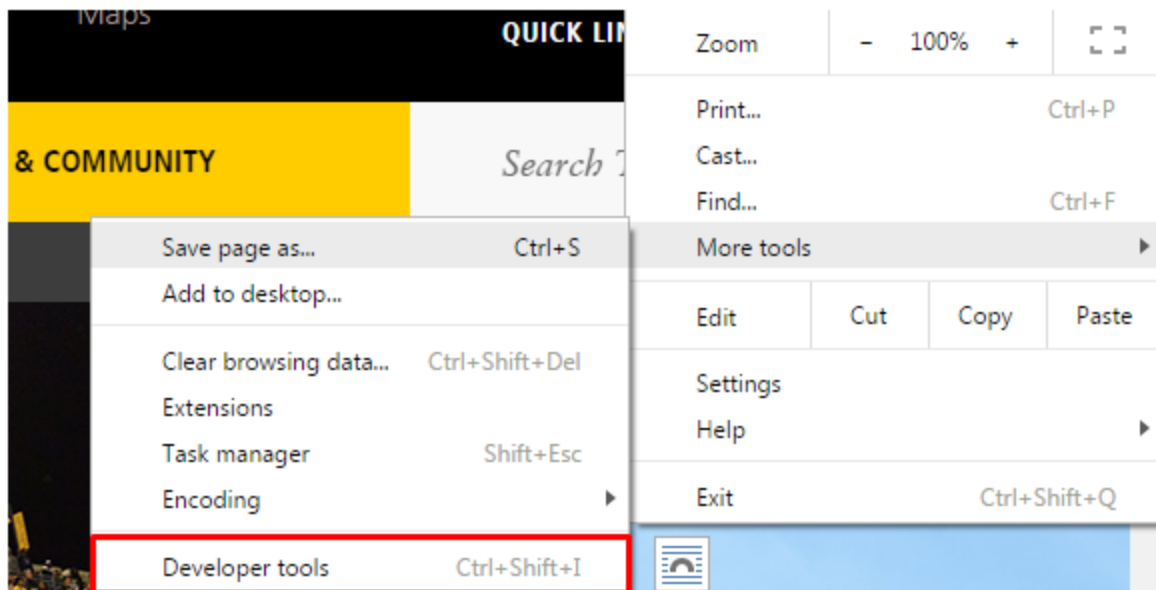 Maps
QUICK LIN
& COMMUNITY
Search T
Zoom - 100% +
Print... Ctrl+P
Cast...
Find... Ctrl+F
More tools
Edit Cut Copy Paste
Settings
Help
Exit Ctrl+Shift+Q
Save page as... Ctrl+S
Add to desktop...
Clear browsing data... Ctrl+Shift+Del
Extensions
Task manager Shift+Esc
Encoding
Developer tools Ctrl+Shift+I